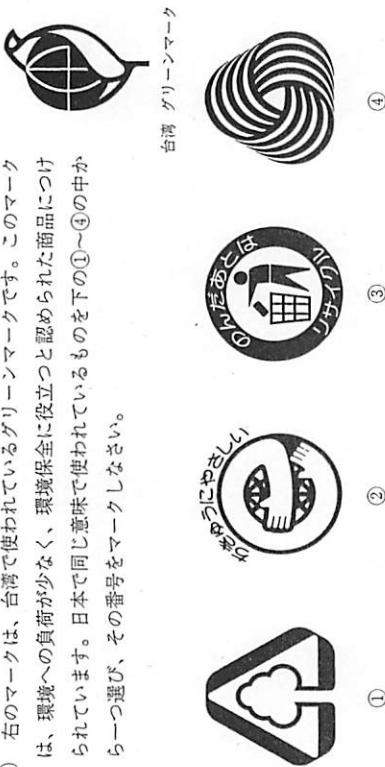 ) 右のマークは、台湾で使われているグリーンマークです。このマーク
は、環境への負荷が少なく、環境保全に役立つと認められた商品につけ
られています。日本で同じ意味で使われているものを下の①~④の中か
ら一つ選び、その番号をマークしなさい。
台湾 グリーンマーク
ちきゅうにやさしい
のんだあとは
リサイクル
①
②
③
④